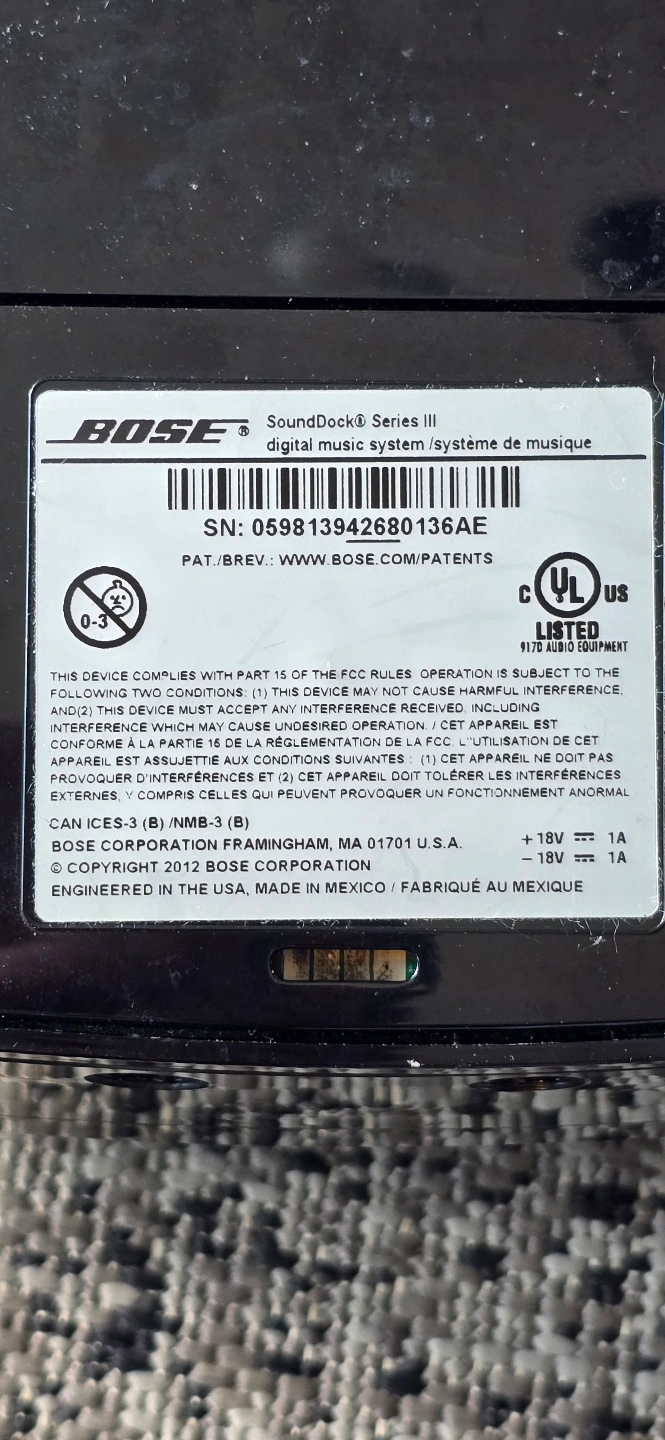 BOSE® SoundDock® Series III
digital music system /système de musique
SN: 059813942680136AE
PAT./BREV.: WWW.BOSE.COM/PATENTS
0-3
C UL US
LISTED
917D AUDIO EQUIPMENT
THIS DEVICE COMPLIES WITH PART 15 OF THE FCC RULES OPERATION IS SUBJECT TO THE
FOLLOWING TWO CONDITIONS: (1) THIS DEVICE MAY NOT CAUSE HARMFUL INTERFERENCE,
AND(2) THIS DEVICE MUST ACCEPT ANY INTERFERENCE RECEIVED, INCLUDING
INTERFERENCE WHICH MAY CAUSE UNDESIRED OPERATION. / CET APPAREIL EST
CONFORME À LA PARTIE 15 DE LA RÉGLEMENTATION DE LA FCC. L'UTILISATION DE CET
APPAREIL EST ASSUJETTIE AUX CONDITIONS SUIVANTES : (1) CET APPAREIL NE DOIT PAS
PROVOQUER D'INTERFÉRENCES ET (2) CET APPAREIL DOIT TOLÉRER LES INTERFÉRENCES
EXTERNES, Y COMPRIS CELLES QUI PEUVENT PROVOQUER UN FONCTIONNEMENT ANORMAL
CAN ICES-3 (B) /NMB-3 (B)
BOSE CORPORATION FRAMINGHAM, MA 01701 U.S.A.
© COPYRIGHT 2012 BOSE CORPORATION
ENGINEERED IN THE USA, MADE IN MEXICO / FABRIQUÉ AU MEXIQUE
+18V ⎓ 1A
−18V ⎓ 1A